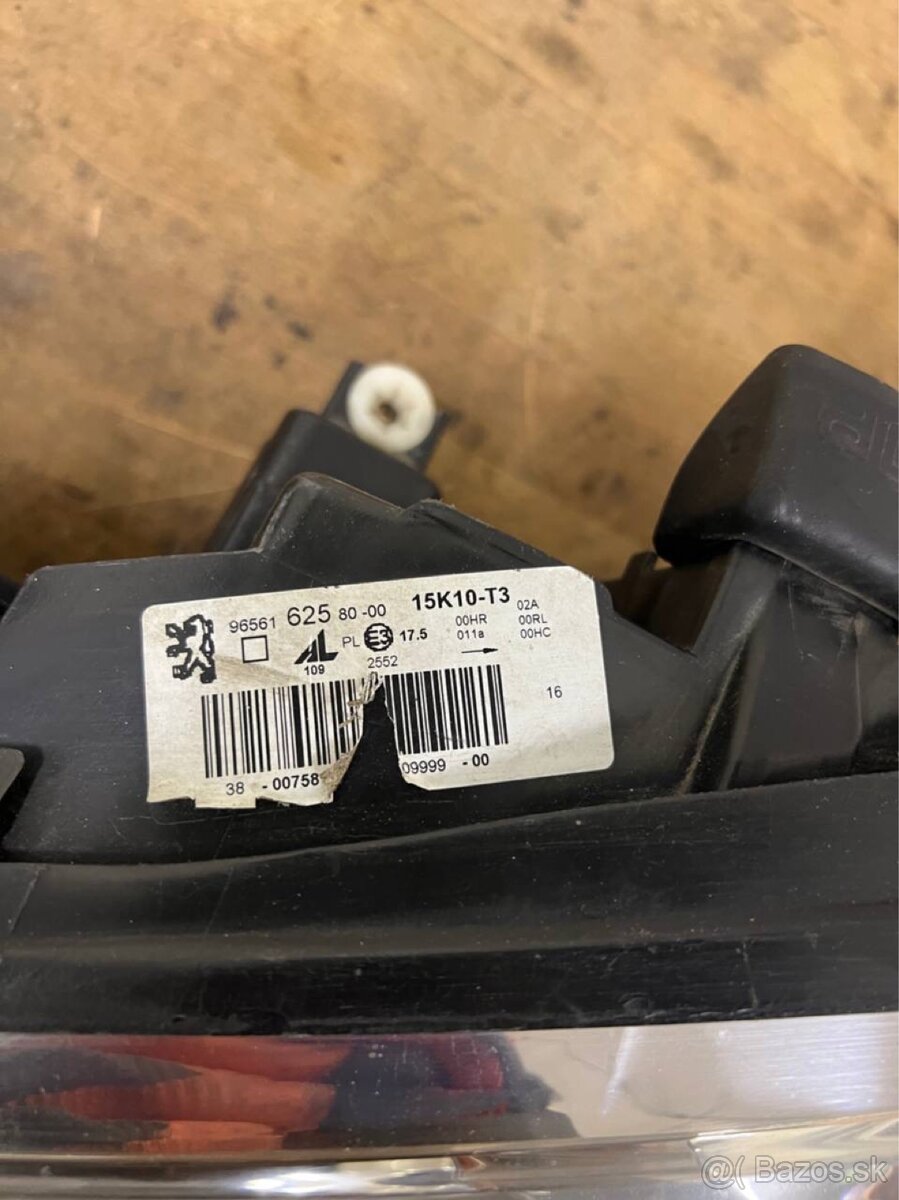 96561 625 80-00 15K10-T3 02A
AL PL E3 17.5 00HR 00RL
109 2552 011a 00HC
16
38 -00758 09999 -00
@( Bazos.sk